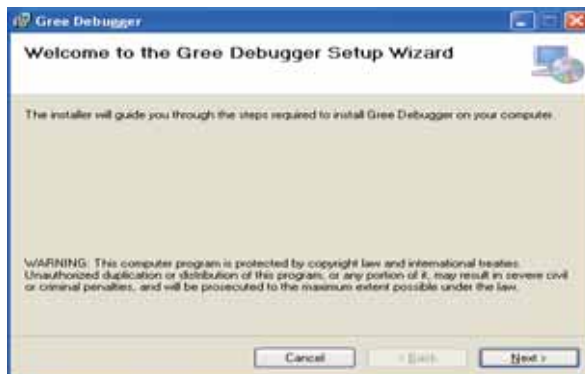 Gree Debugger
Welcome to the Gree Debugger Setup Wizard
The installer will guide you through the steps required to install Gree Debugger on your computer.
WARNING: This computer program is protected by copyright law and international treaties.
Unauthorized duplication or distribution of this program, or any portion of it, may result in severe civil
or criminal penalties, and will be prosecuted to the maximum extent possible under the law.
Cancel
< Back
Next >